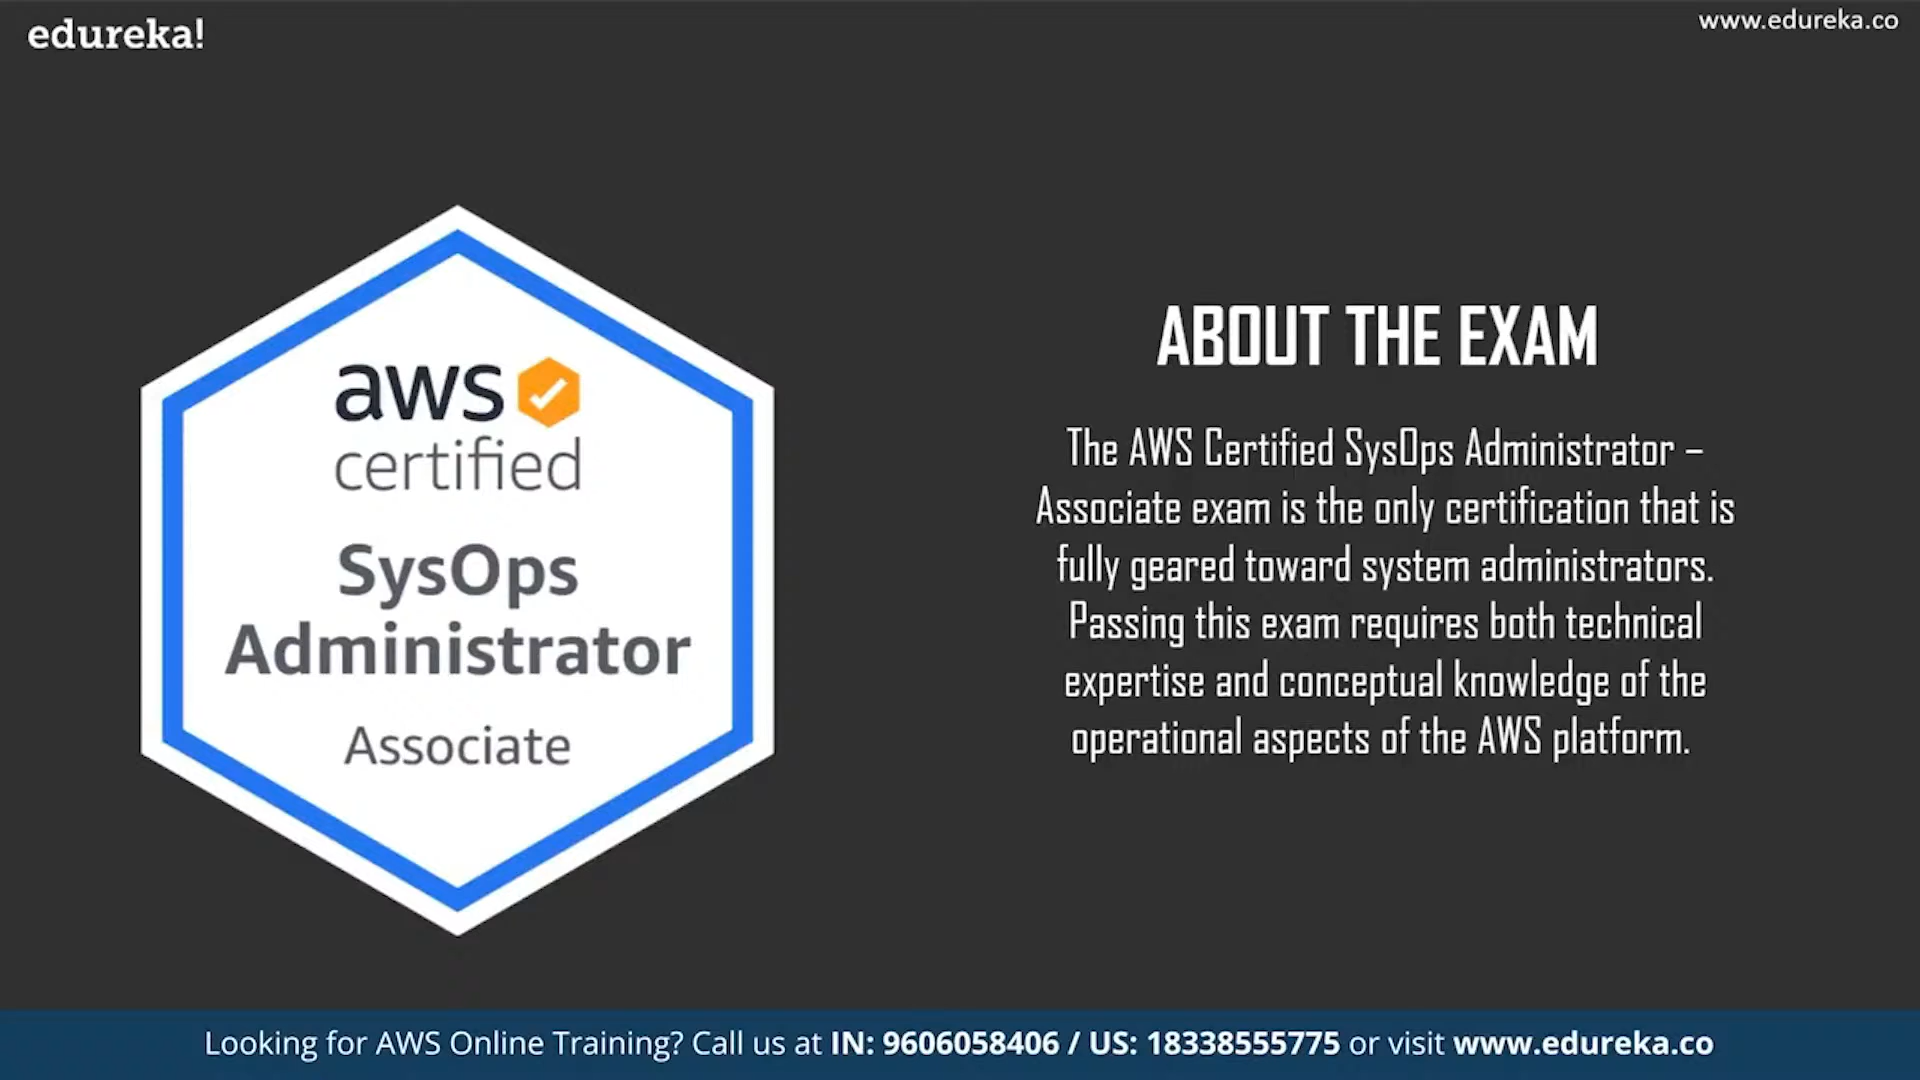 edureka!
www.edureka.co
aws
certified
SysOps
Administrator
Associate
ABOUT THE EXAM
The AWS Certified SysOps Administrator –
Associate exam is the only certification that is
fully geared toward system administrators.
Passing this exam requires both technical
expertise and conceptual knowledge of the
operational aspects of the AWS platform.
Looking for AWS Online Training? Call us at IN: 9606058406 / US: 18338555775 or visit www.edureka.co